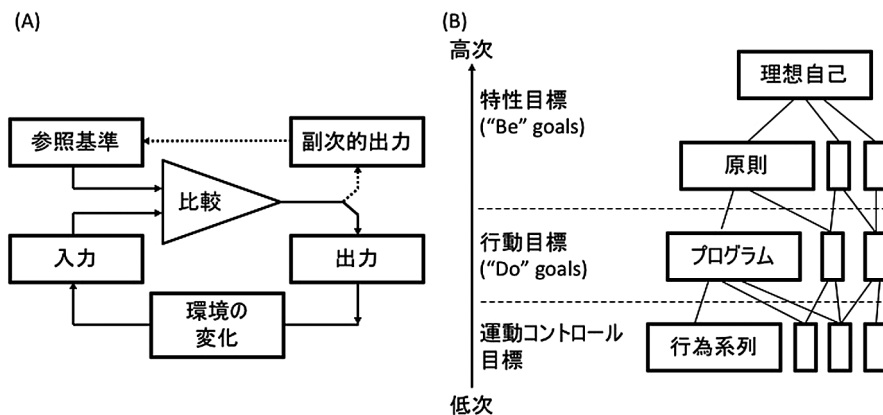 (A)
参照基準
副次的出力
比較
入力
出力
環境の
変化
(B)
高次
特性目標
(“Be” goals)
行動目標
(“Do” goals)
運動コントロール
目標
低次
理想自己
原則
プログラム
行為系列